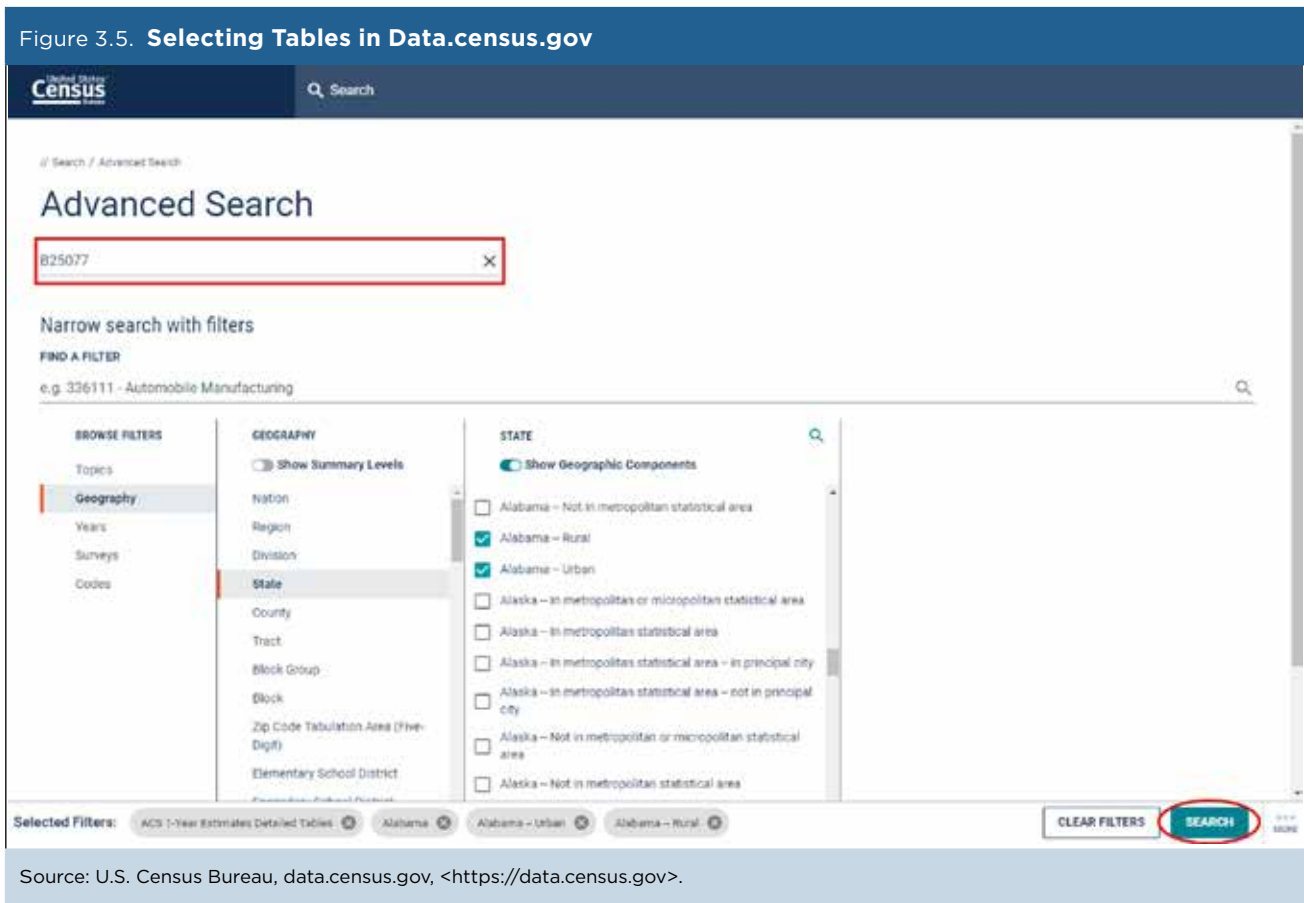 Figure 3.5. Selecting Tables in Data.census.gov
United States
Census
Bureau
Search
// Search / Advanced Search
Advanced Search
B25077
Narrow search with filters
FIND A FILTER
e.g. 336111 - Automobile Manufacturing
BROWSE FILTERS
Topics
Geography
Years
Surveys
Codes
GEOGRAPHY
Show Summary Levels
Nation
Region
Division
State
County
Tract
Block Group
Block
Zip Code Tabulation Area (Five-
Digit)
Elementary School District
Secondary School District
STATE
Show Geographic Components
Alabama – Not in metropolitan statistical area
Alabama – Rural
Alabama – Urban
Alaska – In metropolitan or micropolitan statistical area
Alaska – In metropolitan statistical area
Alaska – In metropolitan statistical area – in principal city
Alaska – In metropolitan statistical area – not in principal
city
Alaska – Not in metropolitan or micropolitan statistical
area
Alaska – Not in metropolitan statistical area
Selected Filters: ACS 1-Year Estimates Detailed Tables Alabama Alabama – Urban Alabama – Rural
CLEAR FILTERS SEARCH MORE
Source: U.S. Census Bureau, data.census.gov, <https://data.census.gov>.